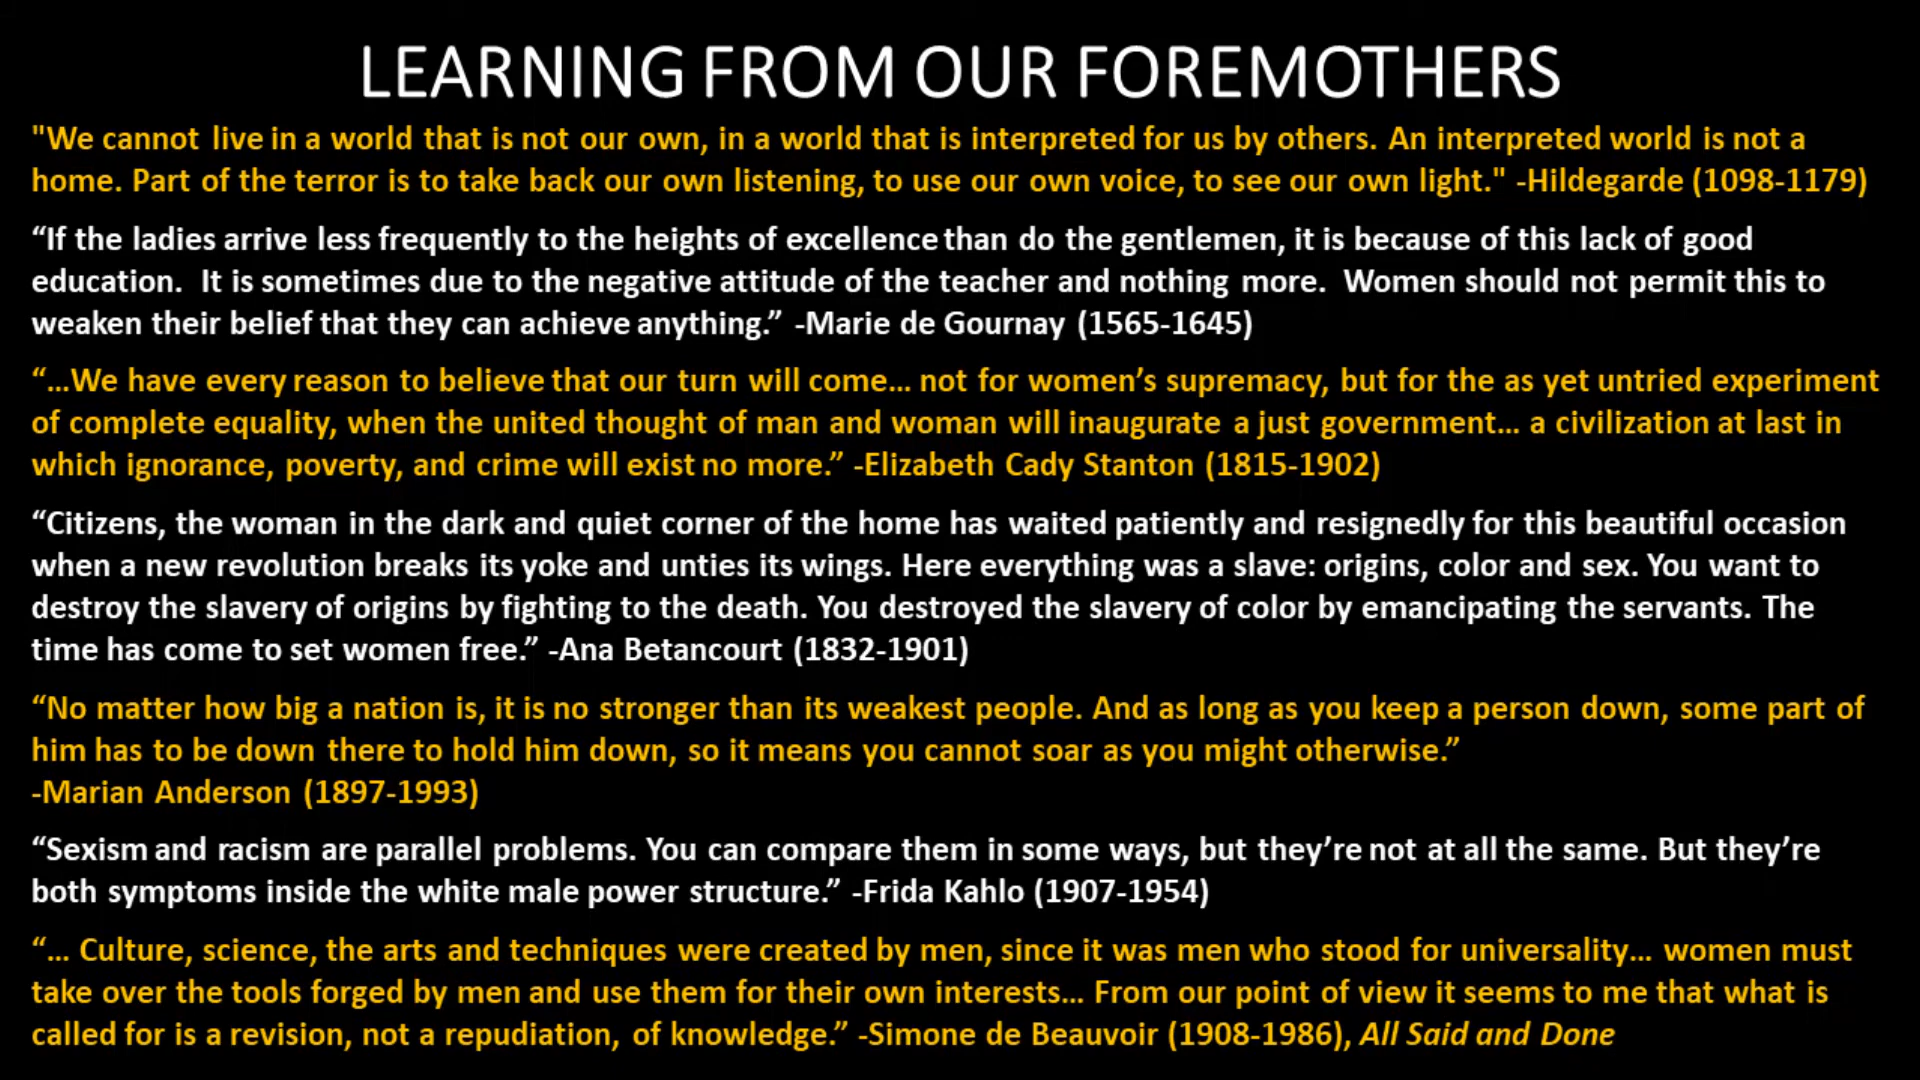 LEARNING FROM OUR FOREMOTHERS
"We cannot live in a world that is not our own, in a world that is interpreted for us by others. An interpreted world is not a
home. Part of the terror is to take back our own listening, to use our own voice, to see our own light." -Hildegarde (1098-1179)
“If the ladies arrive less frequently to the heights of excellence than do the gentlemen, it is because of this lack of good
education.  It is sometimes due to the negative attitude of the teacher and nothing more.  Women should not permit this to
weaken their belief that they can achieve anything.” -Marie de Gournay (1565-1645)
“…We have every reason to believe that our turn will come… not for women’s supremacy, but for the as yet untried experiment
of complete equality, when the united thought of man and woman will inaugurate a just government… a civilization at last in
which ignorance, poverty, and crime will exist no more.” -Elizabeth Cady Stanton (1815-1902)
“Citizens, the woman in the dark and quiet corner of the home has waited patiently and resignedly for this beautiful occasion
when a new revolution breaks its yoke and unties its wings. Here everything was a slave: origins, color and sex. You want to
destroy the slavery of origins by fighting to the death. You destroyed the slavery of color by emancipating the servants. The
time has come to set women free.” -Ana Betancourt (1832-1901)
“No matter how big a nation is, it is no stronger than its weakest people. And as long as you keep a person down, some part of
him has to be down there to hold him down, so it means you cannot soar as you might otherwise.”
-Marian Anderson (1897-1993)
“Sexism and racism are parallel problems. You can compare them in some ways, but they’re not at all the same. But they’re
both symptoms inside the white male power structure.” -Frida Kahlo (1907-1954)
“… Culture, science, the arts and techniques were created by men, since it was men who stood for universality… women must
take over the tools forged by men and use them for their own interests… From our point of view it seems to me that what is
called for is a revision, not a repudiation, of knowledge.” -Simone de Beauvoir (1908-1986), All Said and Done